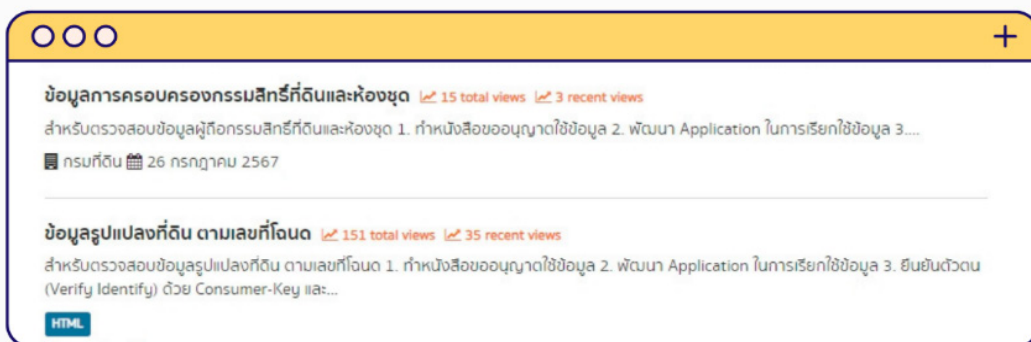 ข้อมูลการครอบครองกรรมสิทธิ์ที่ดินและห้องชุด 15 total views 3 recent views
สำหรับตรวจสอบข้อมูลผู้ถือกรรมสิทธิ์ที่ดินและห้องชุด 1. ทำหนังสือขออนุญาตใช้ข้อมูล 2. พัฒนา Application ในการเรียกใช้ข้อมูล 3....
กรมที่ดิน 26 กรกฎาคม 2567
ข้อมูลรูปแปลงที่ดิน ตามเลขที่โฉนด 151 total views 35 recent views
สำหรับตรวจสอบข้อมูลรูปแปลงที่ดิน ตามเลขที่โฉนด 1. ทำหนังสือขออนุญาตใช้ข้อมูล 2. พัฒนา Application ในการเรียกใช้ข้อมูล 3. ยืนยันตัวตน
(Verify Identify) ด้วย Consumer-Key และ...
HTML